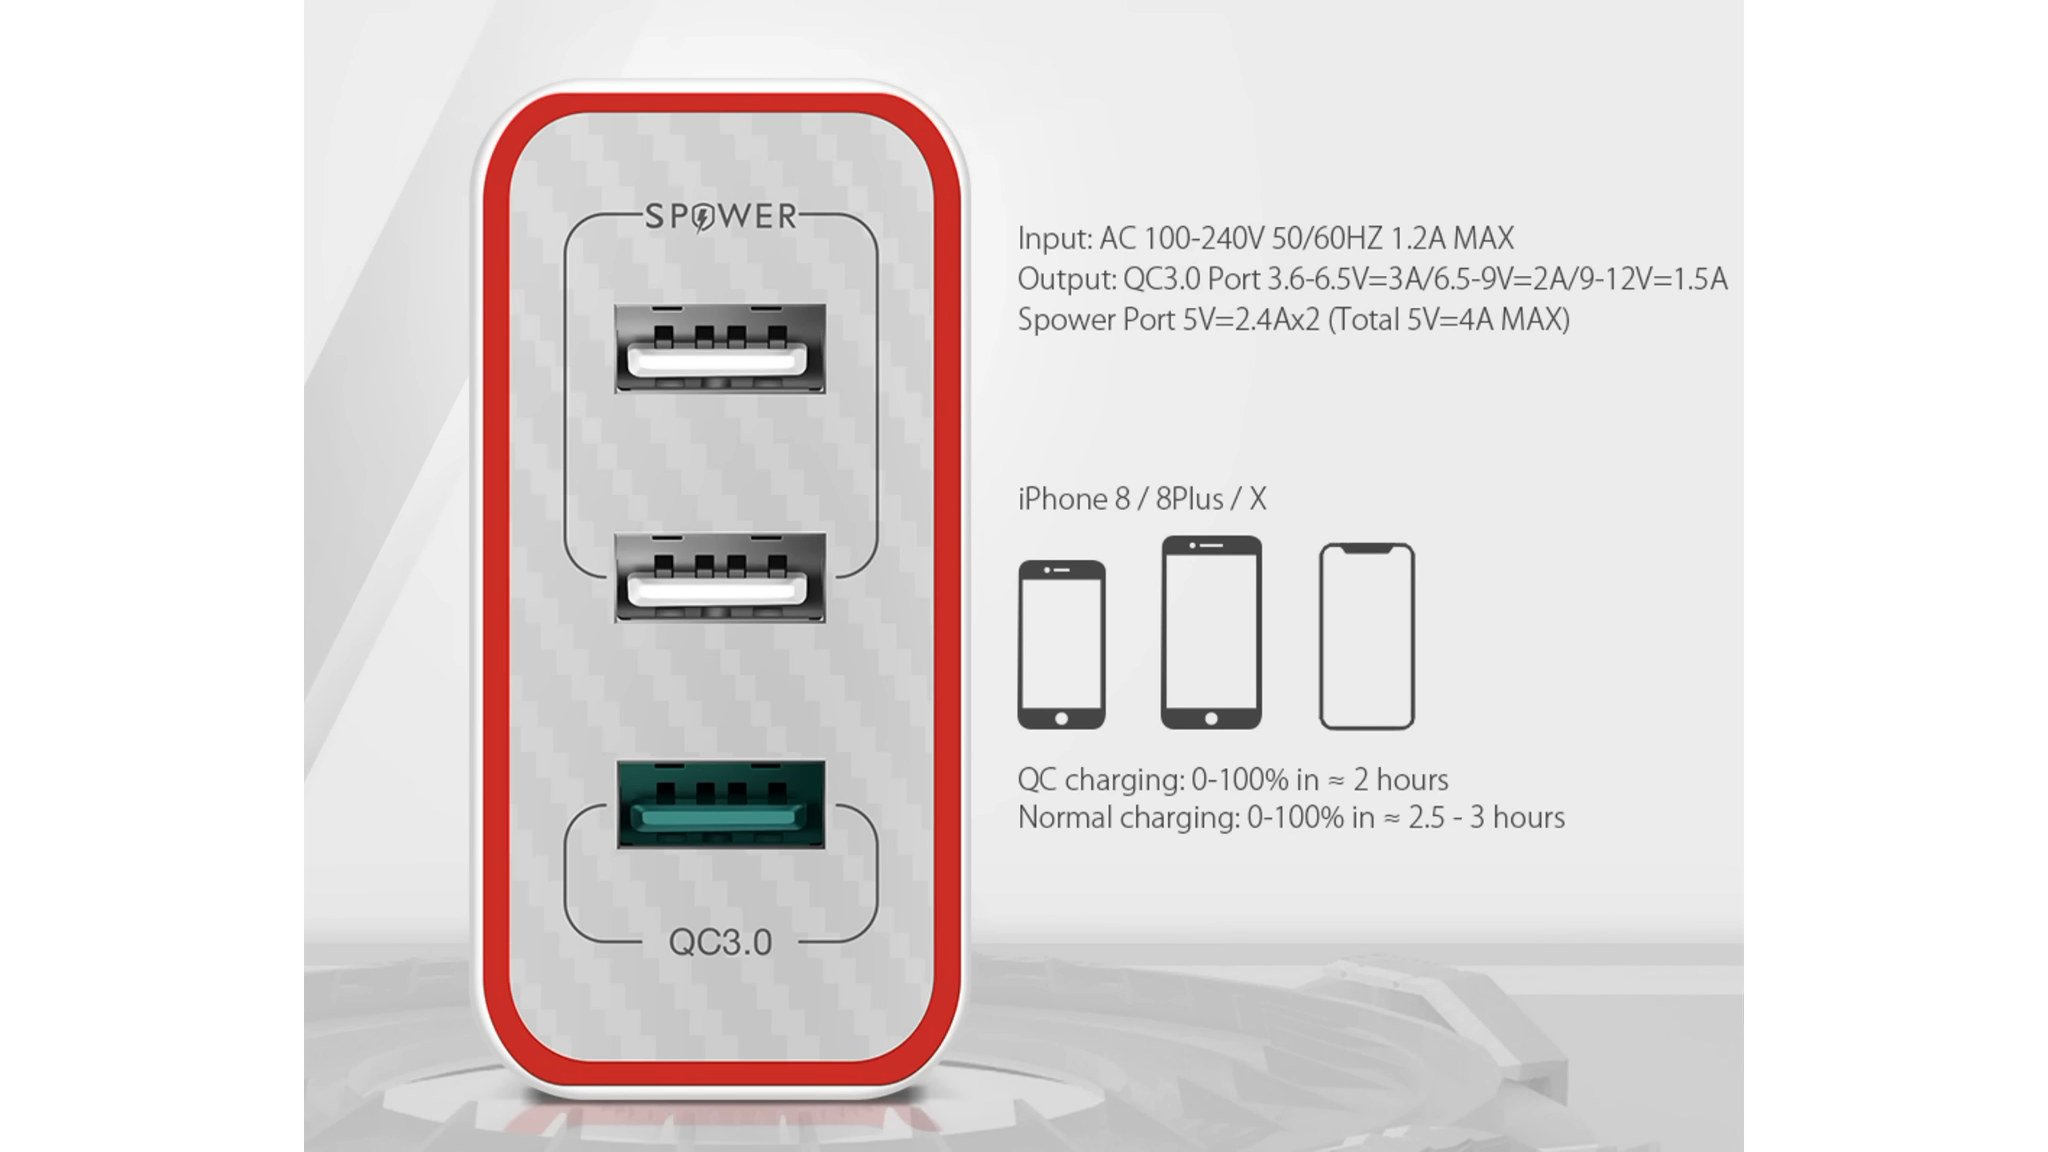 SPOWER
QC3.0
Input: AC 100-240V 50/60HZ 1.2A MAX
Output: QC3.0 Port 3.6-6.5V=3A/6.5-9V=2A/9-12V=1.5A
Spower Port 5V=2.4Ax2 (Total 5V=4A MAX)
iPhone 8 / 8Plus / X
QC charging: 0-100% in ≈ 2 hours
Normal charging: 0-100% in ≈ 2.5 - 3 hours